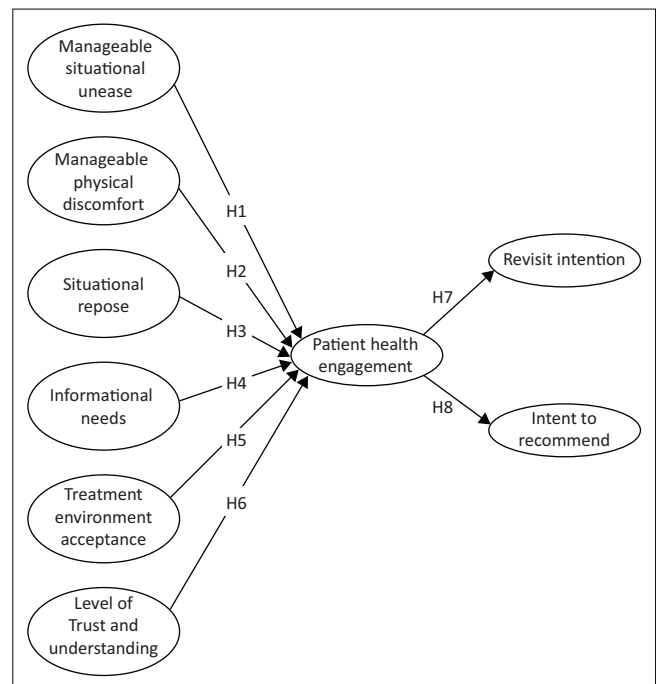 Manageable
situational
unease
Manageable
physical
discomfort
Situational
repose
Informational
needs
Treatment
environment
acceptance
Level of
Trust and
understanding
H1
H2
H3
H4
H5
H6
Patient health
engagement
H7
H8
Revisit intention
Intent to
recommend